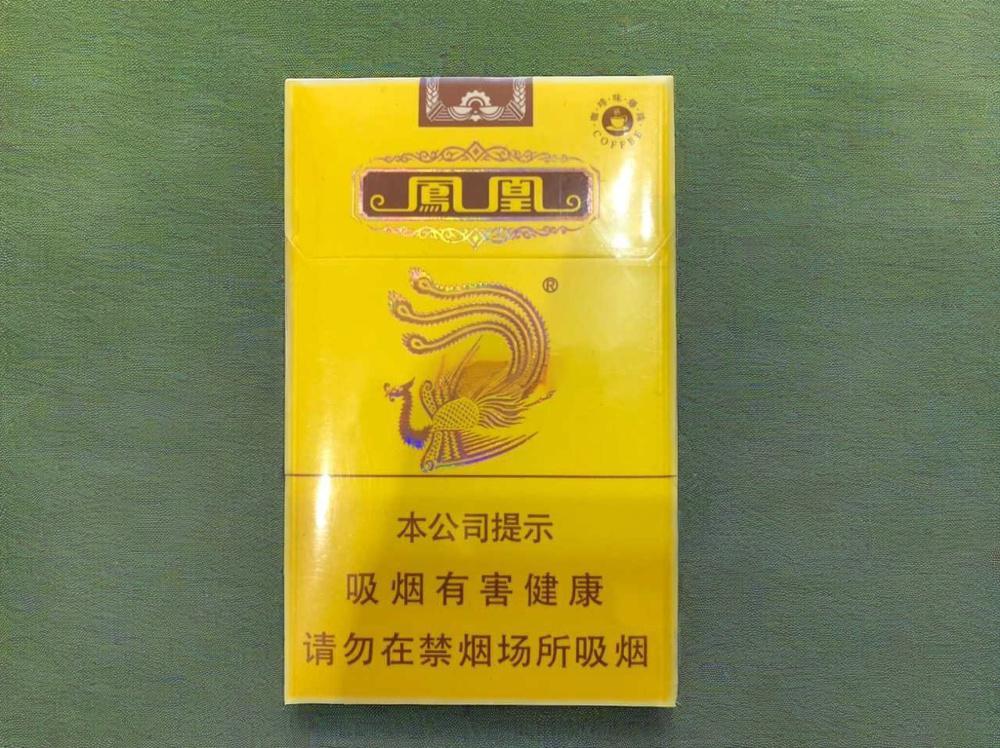 COFFEE
鳳凰
®
本公司提示
吸烟有害健康
请勿在禁烟场所吸烟